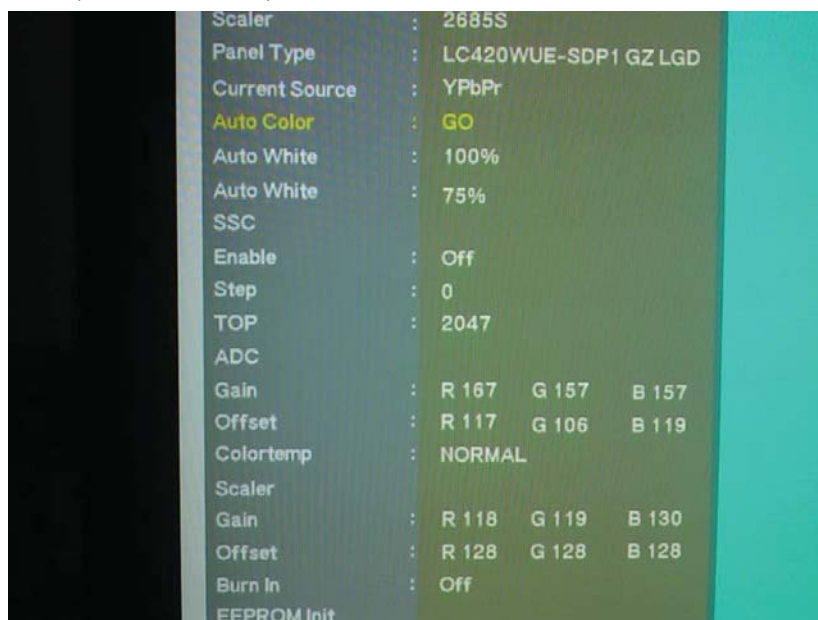 Scaler : 2685S
Panel Type : LC420WUE-SDP1 GZ LGD
Current Source : YPbPr
Auto Color : GO
Auto White : 100%
Auto White : 75%
SSC
Enable : Off
Step : 0
TOP : 2047
ADC
Gain : R 167 G 157 B 157
Offset : R 117 G 106 B 119
Colortemp : NORMAL
Scaler
Gain : R 118 G 119 B 130
Offset : R 128 G 128 B 128
Burn In : Off
EEPROM Init